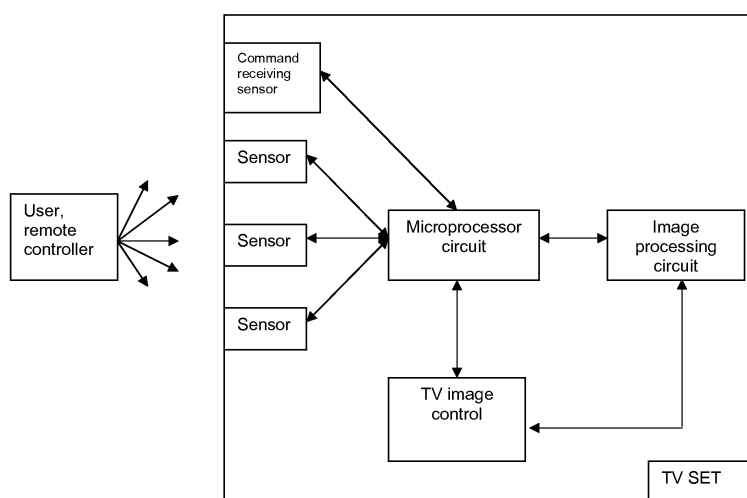 Command
receiving
sensor
Sensor
User,
remote
controller
Sensor
Microprocessor
circuit
Image
processing
circuit
Sensor
TV image
control
TV SET